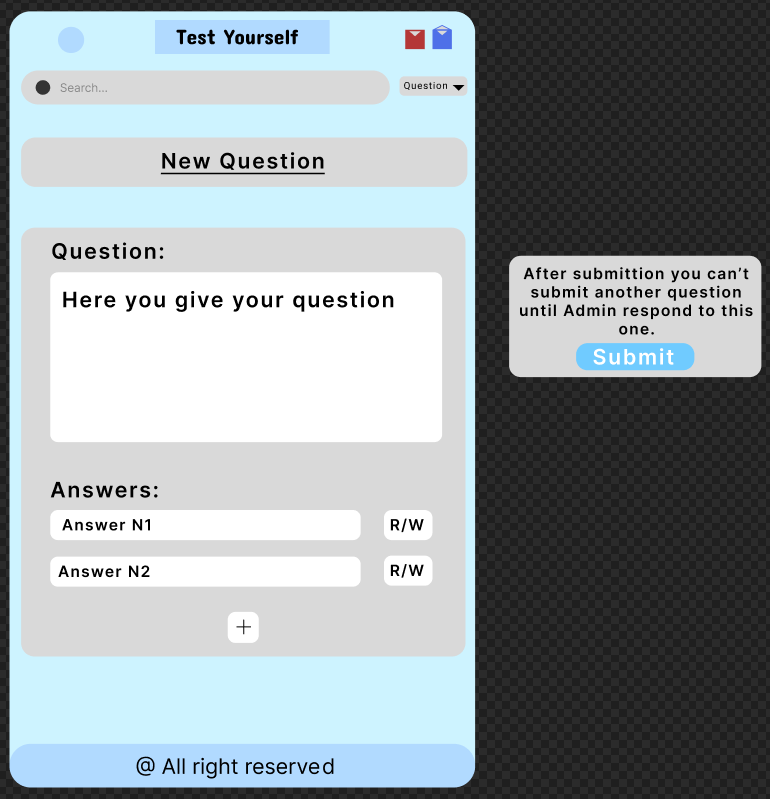 Test Yourself
Search...
Question
New Question
Question:
Here you give your question
Answers:
Answer N1
R/W
Answer N2
R/W
+
@ All right reserved
After submittion you can't
submit another question
until Admin respond to this
one.
Submit